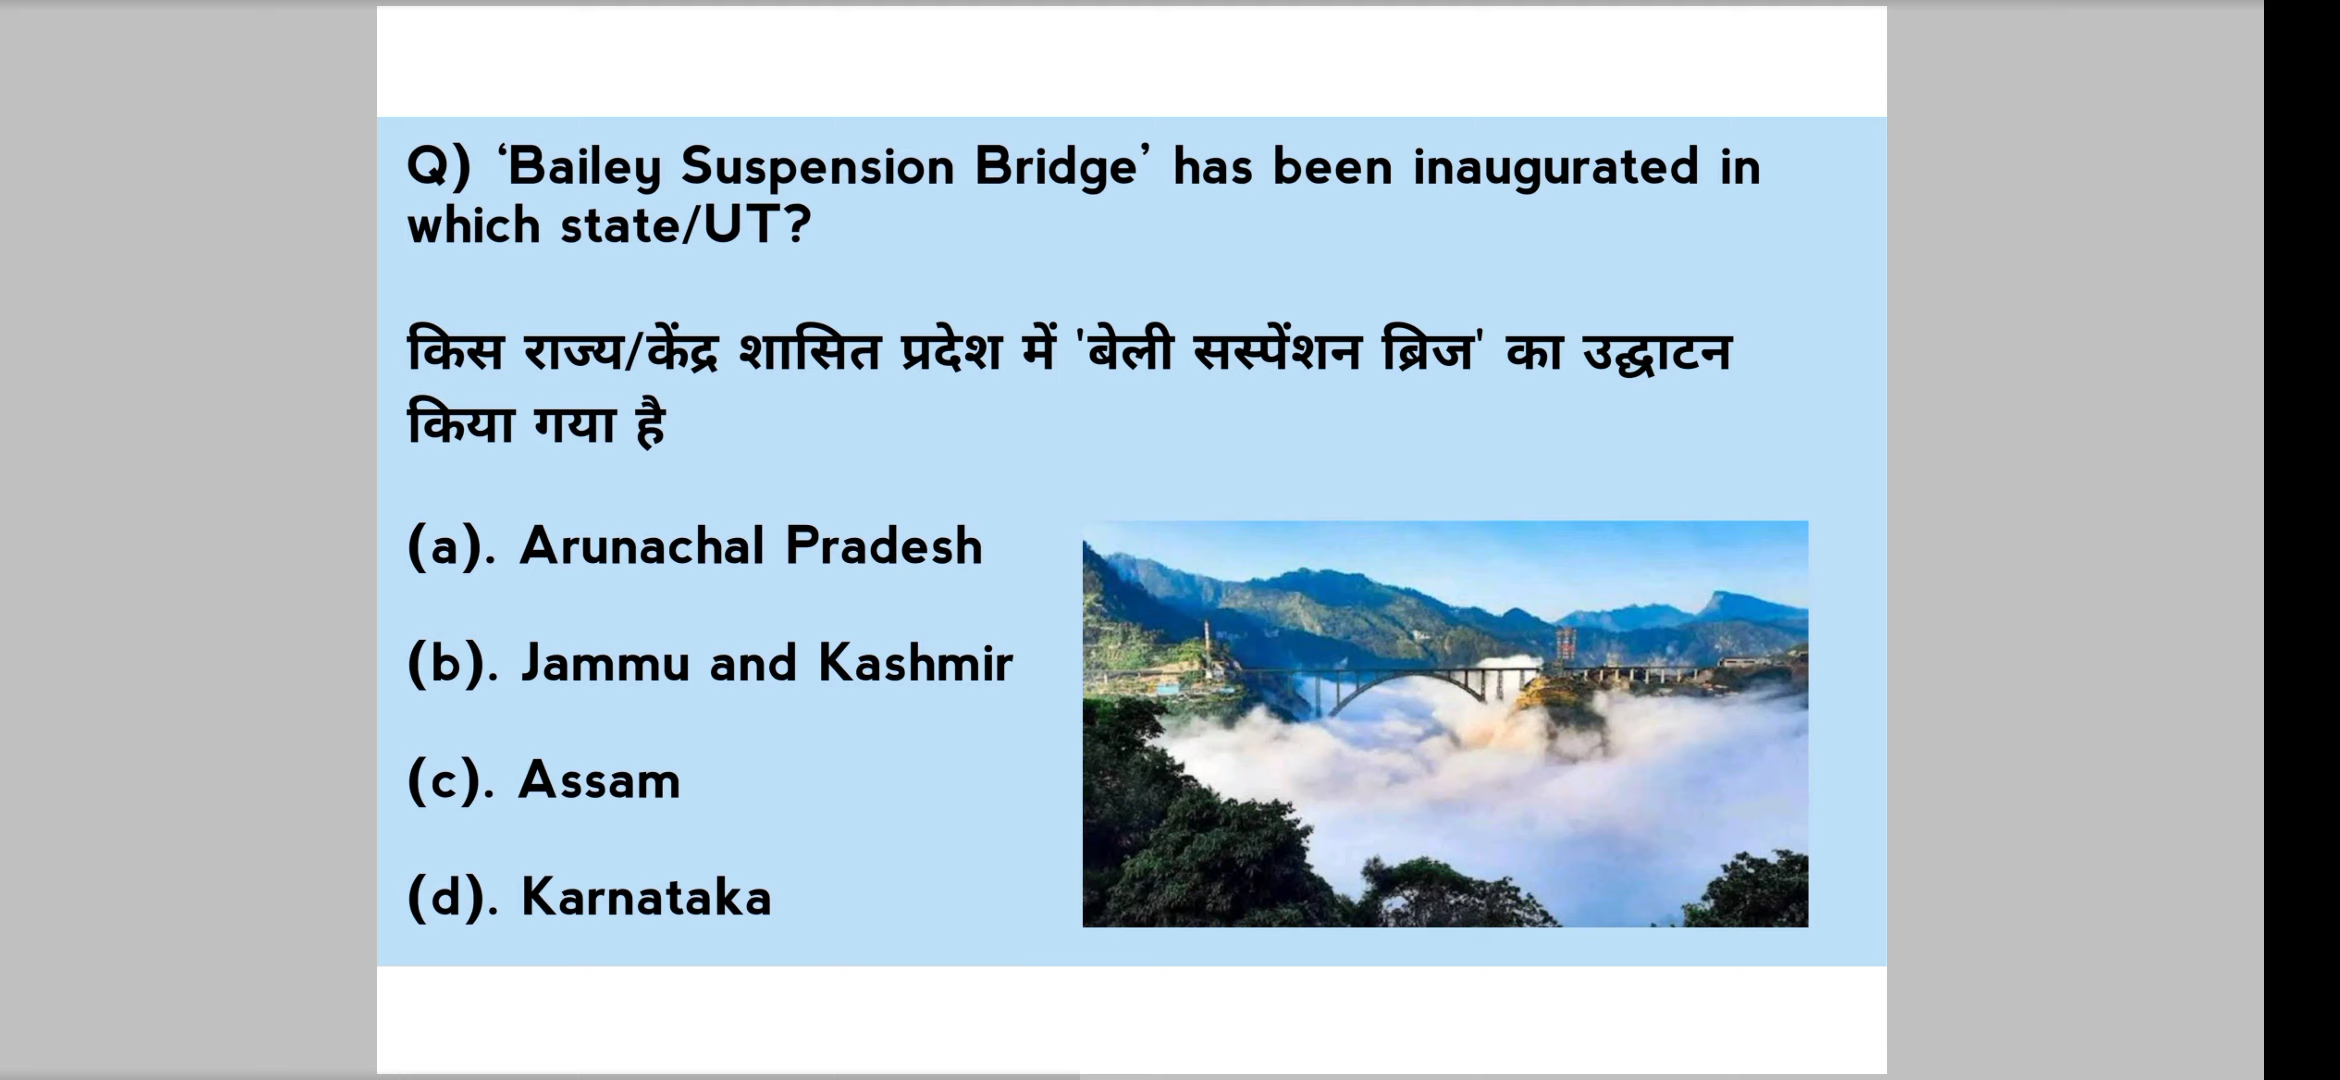 Q) ‘Bailey Suspension Bridge’ has been inaugurated in
which state/UT?
किस राज्य/केंद्र शासित प्रदेश में 'बेली सस्पेंशन ब्रिज' का उद्घाटन
किया गया है
(a). Arunachal Pradesh
(b). Jammu and Kashmir
(c). Assam
(d). Karnataka